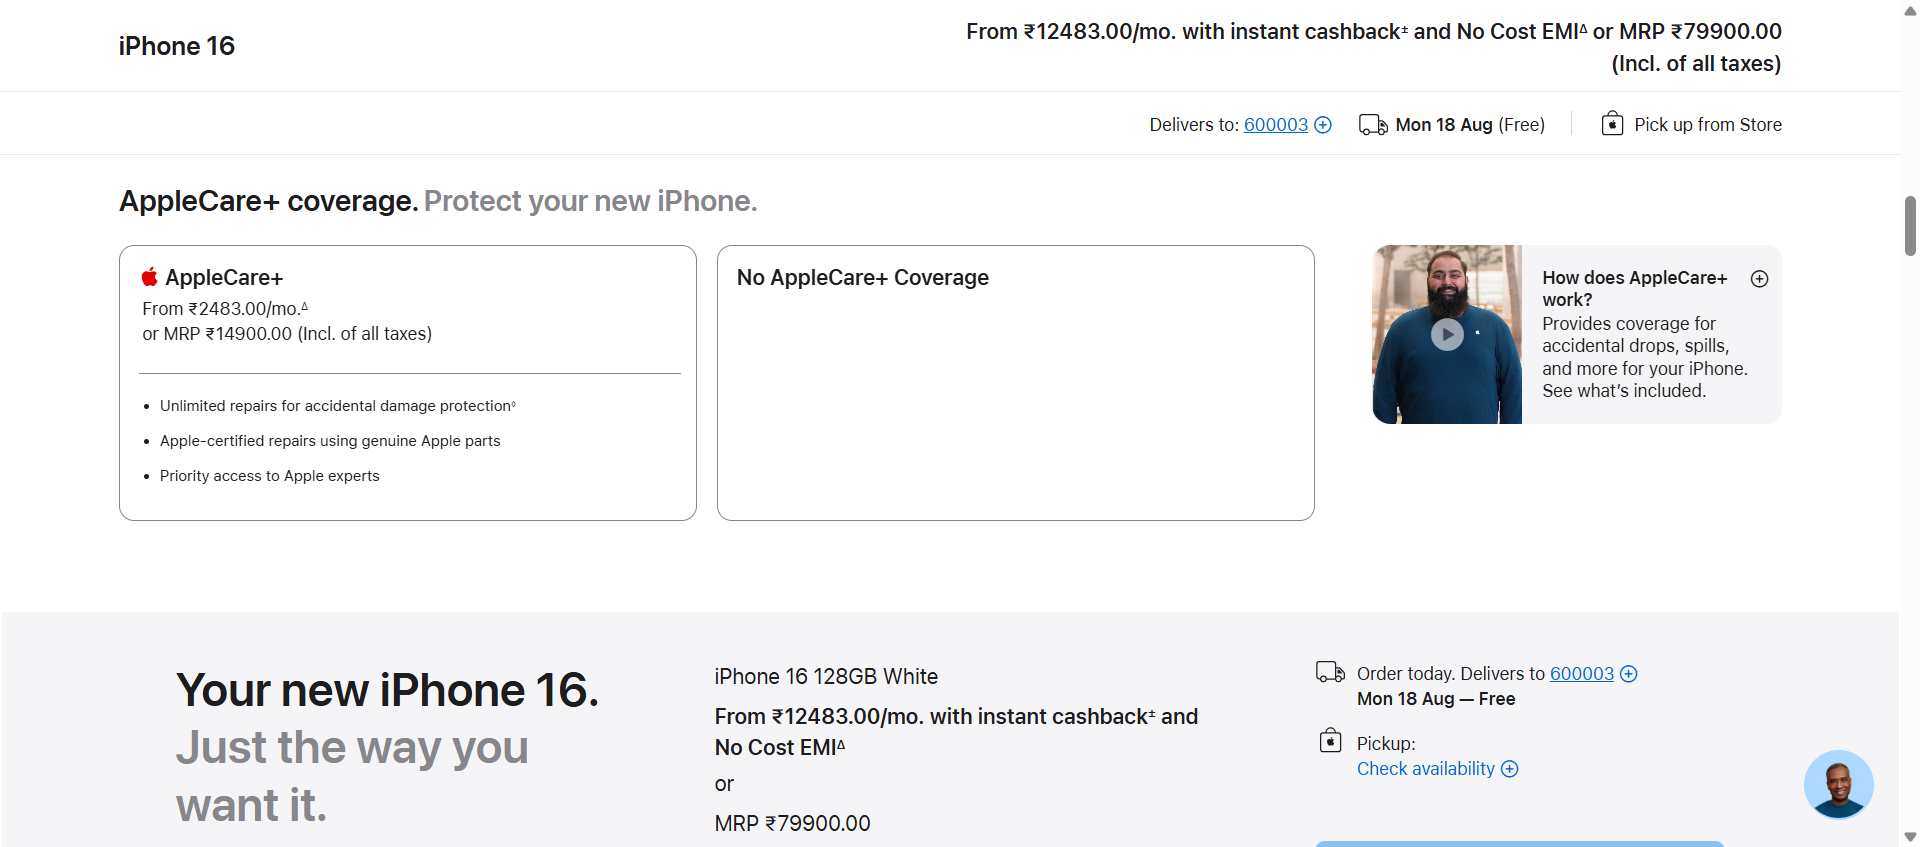 iPhone 16
From ₹12483.00/mo. with instant cashback± and No Cost EMI∆ or MRP ₹79900.00
(Incl. of all taxes)
Delivers to: 600003
Mon 18 Aug (Free)
Pick up from Store
AppleCare+ coverage. Protect your new iPhone.
AppleCare+
From ₹2483.00/mo.∆
or MRP ₹14900.00 (Incl. of all taxes)
• Unlimited repairs for accidental damage protection◊
• Apple-certified repairs using genuine Apple parts
• Priority access to Apple experts
No AppleCare+ Coverage
How does AppleCare+
work?
Provides coverage for
accidental drops, spills,
and more for your iPhone.
See what’s included.
Your new iPhone 16.
Just the way you
want it.
iPhone 16 128GB White
From ₹12483.00/mo. with instant cashback± and
No Cost EMI∆
or
MRP ₹79900.00
Order today. Delivers to 600003
Mon 18 Aug — Free
Pickup:
Check availability